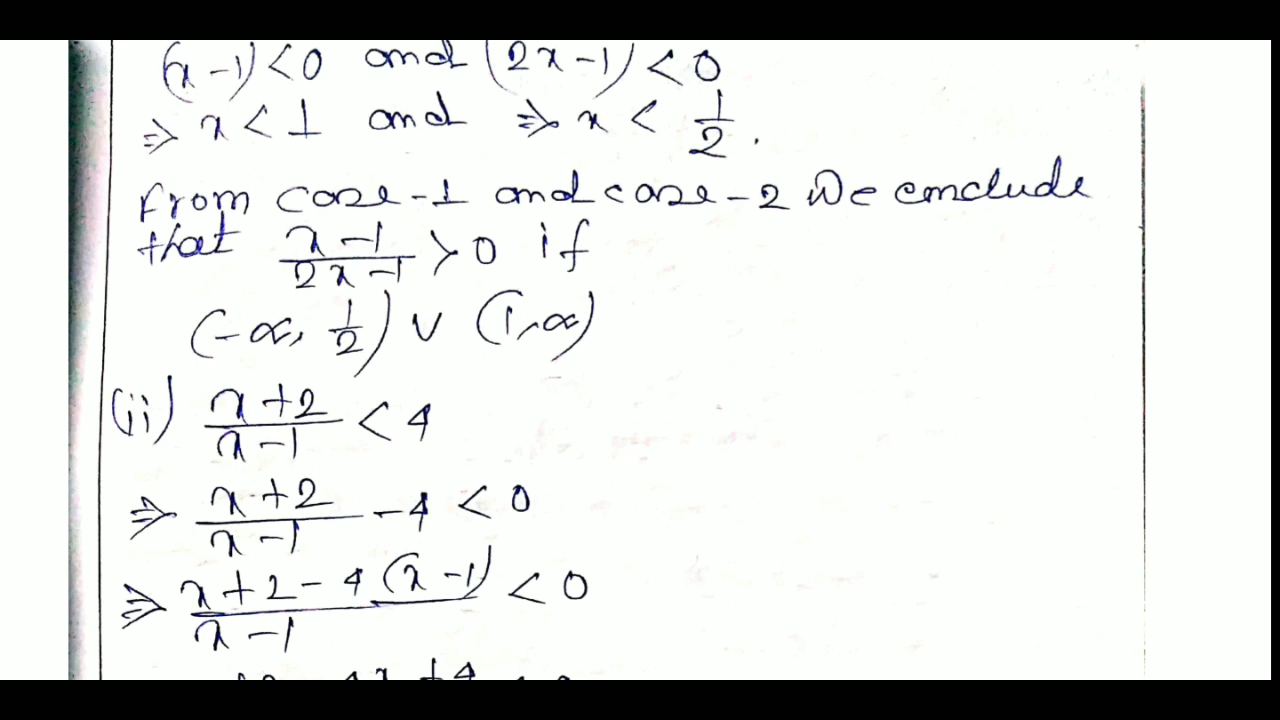 (x-1)<0 and (2x-1)<0
⇒ x<1 and ⇒ x< 1/2.
From case-1 and case-2 We conclude
that (x-1)/(2x-1) >0 if
(-∞, 1/2) ∪ (1,∞)
(ii) (x+2)/(x-1) < 4
⇒ (x+2)/(x-1) -4 < 0
⇒ (x+2-4(x-1))/(x-1) < 0